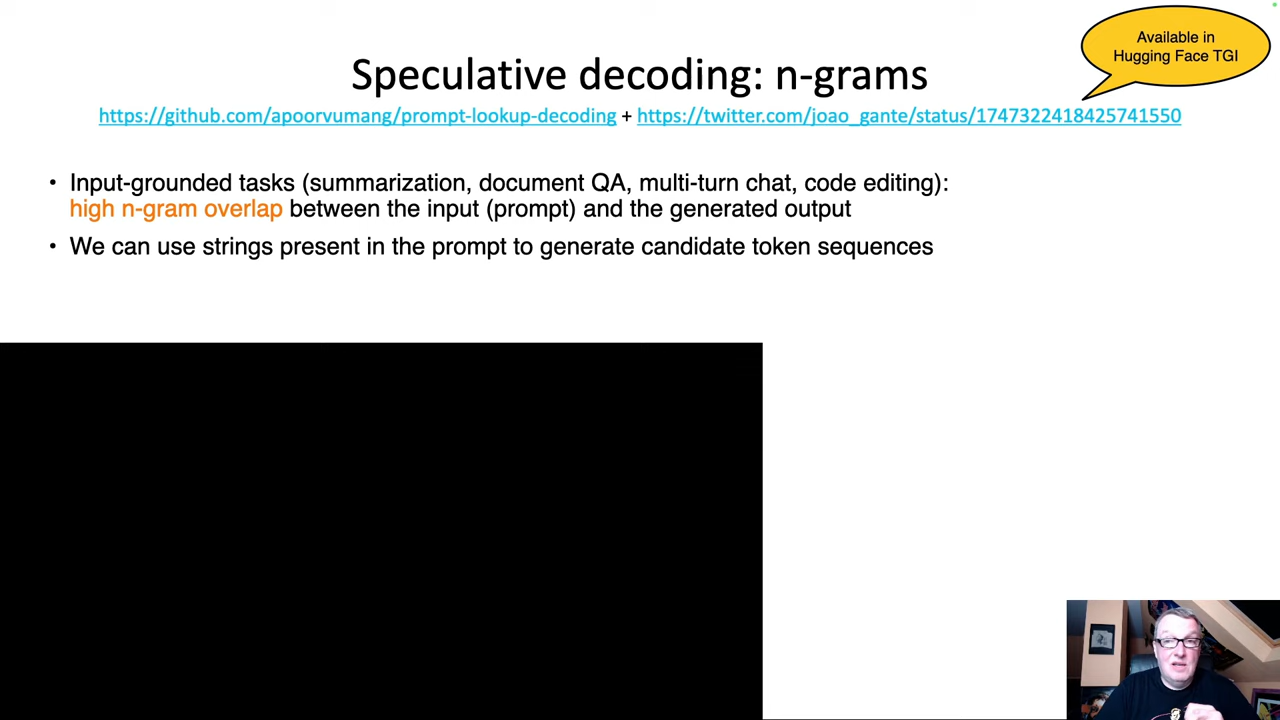 Available in
Hugging Face TGI
Speculative decoding: n-grams
https://github.com/apoorvumang/prompt-lookup-decoding + https://twitter.com/joao_gante/status/1747322418425741550
• Input-grounded tasks (summarization, document QA, multi-turn chat, code editing):
high n-gram overlap between the input (prompt) and the generated output
• We can use strings present in the prompt to generate candidate token sequences